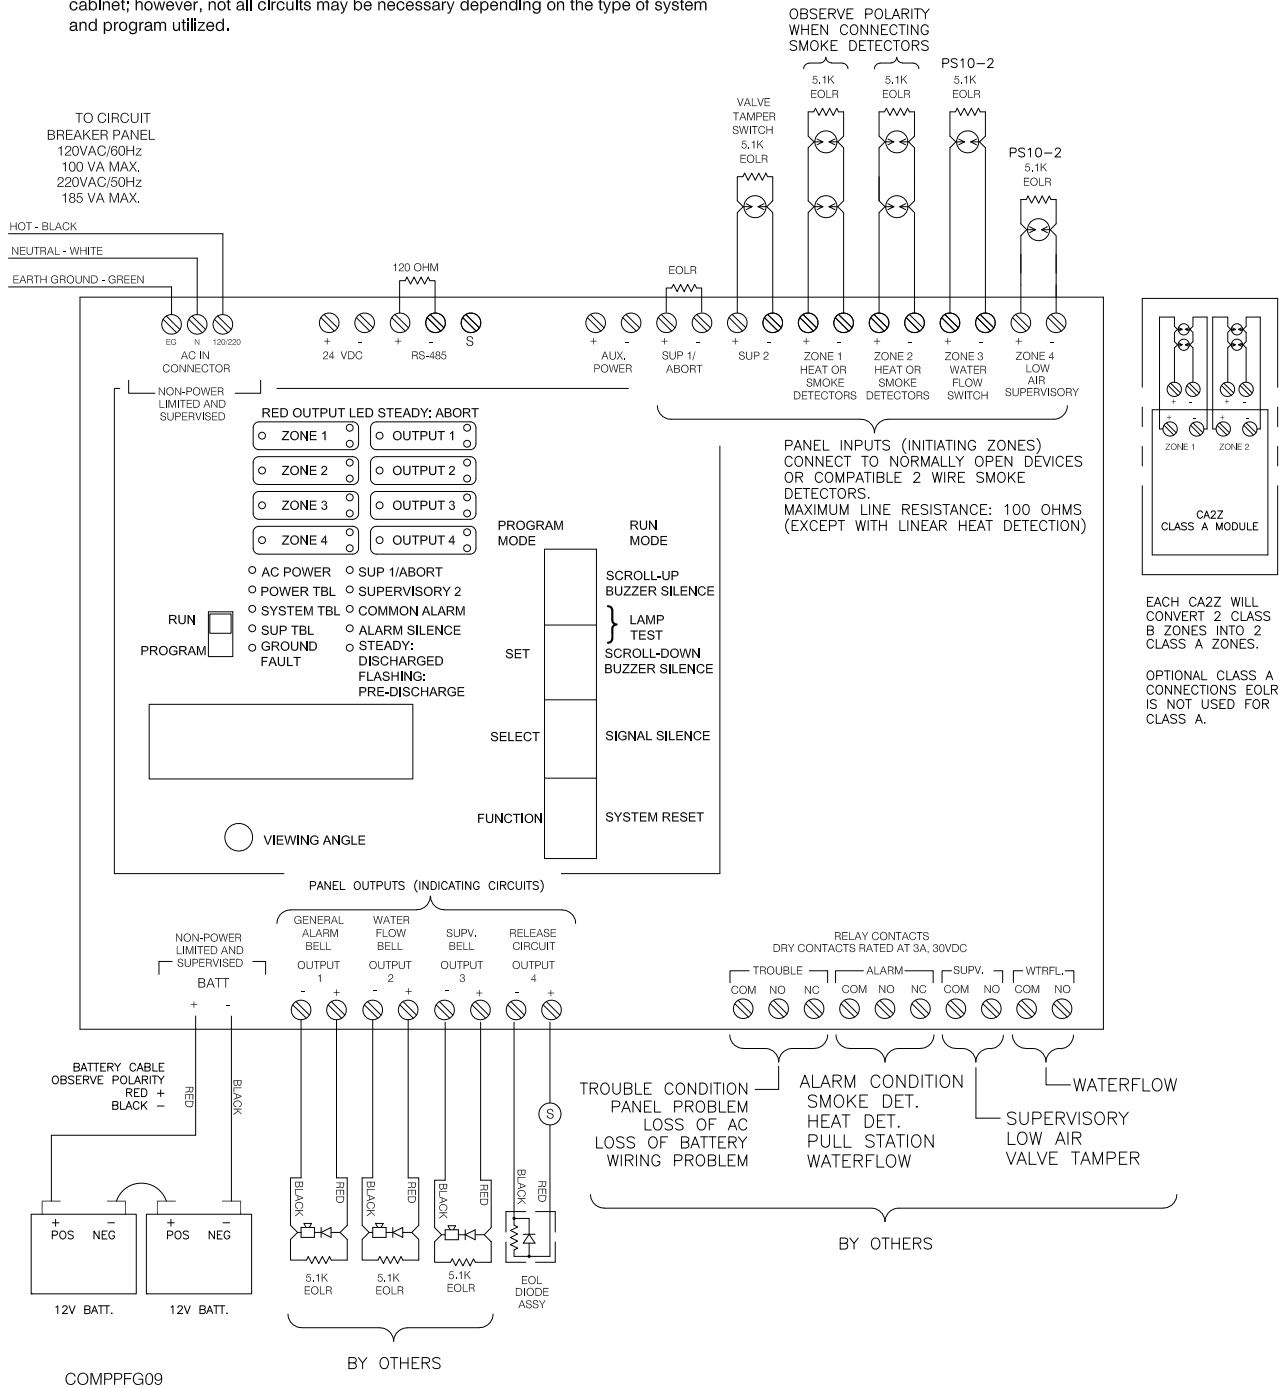 cabinet; however, not all circuits may be necessary depending on the type of system
and program utilized.
OBSERVE POLARITY
WHEN CONNECTING
SMOKE DETECTORS
5.1K
EOLR
5.1K
EOLR
PS10-2
5.1K
EOLR
VALVE
TAMPER
SWITCH
5.1K
EOLR
PS10-2
5.1K
EOLR
TO CIRCUIT
BREAKER PANEL
120VAC/60Hz
100 VA MAX.
220VAC/50Hz
185 VA MAX.
HOT - BLACK
NEUTRAL - WHITE
EARTH GROUND - GREEN
120 OHM
EOLR
EG N 120/220
AC IN
CONNECTOR
NON-POWER
LIMITED AND
SUPERVISED
+ -
24 VDC
+ - S
RS-485
+ -
AUX.
POWER
+ -
SUP 1/
ABORT
+ -
SUP 2
+ -
ZONE 1
HEAT OR
SMOKE
DETECTORS
+ -
ZONE 2
HEAT OR
SMOKE
DETECTORS
+ -
ZONE 3
WATER
FLOW
SWITCH
+ -
ZONE 4
LOW
AIR
SUPERVISORY
PANEL INPUTS (INITIATING ZONES)
CONNECT TO NORMALLY OPEN DEVICES
OR COMPATIBLE 2 WIRE SMOKE
DETECTORS.
MAXIMUM LINE RESISTANCE: 100 OHMS
(EXCEPT WITH LINEAR HEAT DETECTION)
+ - + -
+ - + -
ZONE 1 ZONE 2
CA2Z
CLASS A MODULE
EACH CA2Z WILL
CONVERT 2 CLASS
B ZONES INTO 2
CLASS A ZONES.
OPTIONAL CLASS A
CONNECTIONS EOLR
IS NOT USED FOR
CLASS A.
RED OUTPUT LED STEADY: ABORT
ZONE 1 OUTPUT 1
ZONE 2 OUTPUT 2
ZONE 3 OUTPUT 3
ZONE 4 OUTPUT 4
AC POWER SUP 1/ABORT
POWER TBL SUPERVISORY 2
SYSTEM TBL COMMON ALARM
SUP TBL ALARM SILENCE
GROUND
FAULT
STEADY:
DISCHARGED
FLASHING:
PRE-DISCHARGE
RUN
PROGRAM
PROGRAM
MODE
RUN
MODE
SCROLL-UP
BUZZER SILENCE
} LAMP
TEST
SET
SCROLL-DOWN
BUZZER SILENCE
SELECT SIGNAL SILENCE
FUNCTION SYSTEM RESET
VIEWING ANGLE
PANEL OUTPUTS (INDICATING CIRCUITS)
NON-POWER
LIMITED AND
SUPERVISED
BATT
+ -
GENERAL
ALARM
BELL
OUTPUT
1
- +
WATER
FLOW
BELL
OUTPUT
2
- +
SUPV.
BELL
OUTPUT
3
- +
RELEASE
CIRCUIT
OUTPUT
4
- +
RELAY CONTACTS
DRY CONTACTS RATED AT 3A, 30VDC
TROUBLE ALARM SUPV. WTRFL.
COM NO NC COM NO NC COM NO COM NO
BATTERY CABLE
OBSERVE POLARITY
RED +
BLACK -
RED
BLACK
TROUBLE CONDITION
PANEL PROBLEM
LOSS OF AC
LOSS OF BATTERY
WIRING PROBLEM
ALARM CONDITION
SMOKE DET.
HEAT DET.
PULL STATION
WATERFLOW
SUPERVISORY
LOW AIR
VALVE TAMPER
WATERFLOW
S
BLACK RED
BLACK RED
BLACK RED
BLACK RED
+ -
POS NEG
+ -
POS NEG
12V BATT. 12V BATT.
5.1K
EOLR
5.1K
EOLR
5.1K
EOLR
EOL
DIODE
ASSY
BY OTHERS
BY OTHERS
COMPPFG09